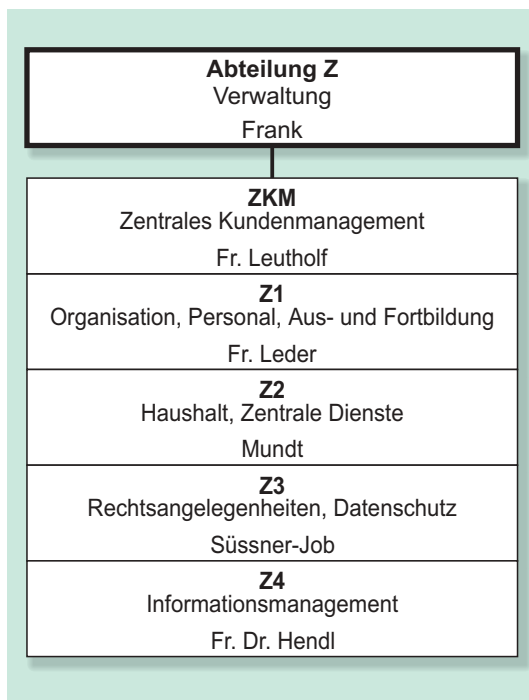 Abteilung Z
Verwaltung
Frank
ZKM
Zentrales Kundenmanagement
Fr. Leutholf
Z1
Organisation, Personal, Aus- und Fortbildung
Fr. Leder
Z2
Haushalt, Zentrale Dienste
Mundt
Z3
Rechtsangelegenheiten, Datenschutz
Süssner-Job
Z4
Informationsmanagement
Fr. Dr. Hendl